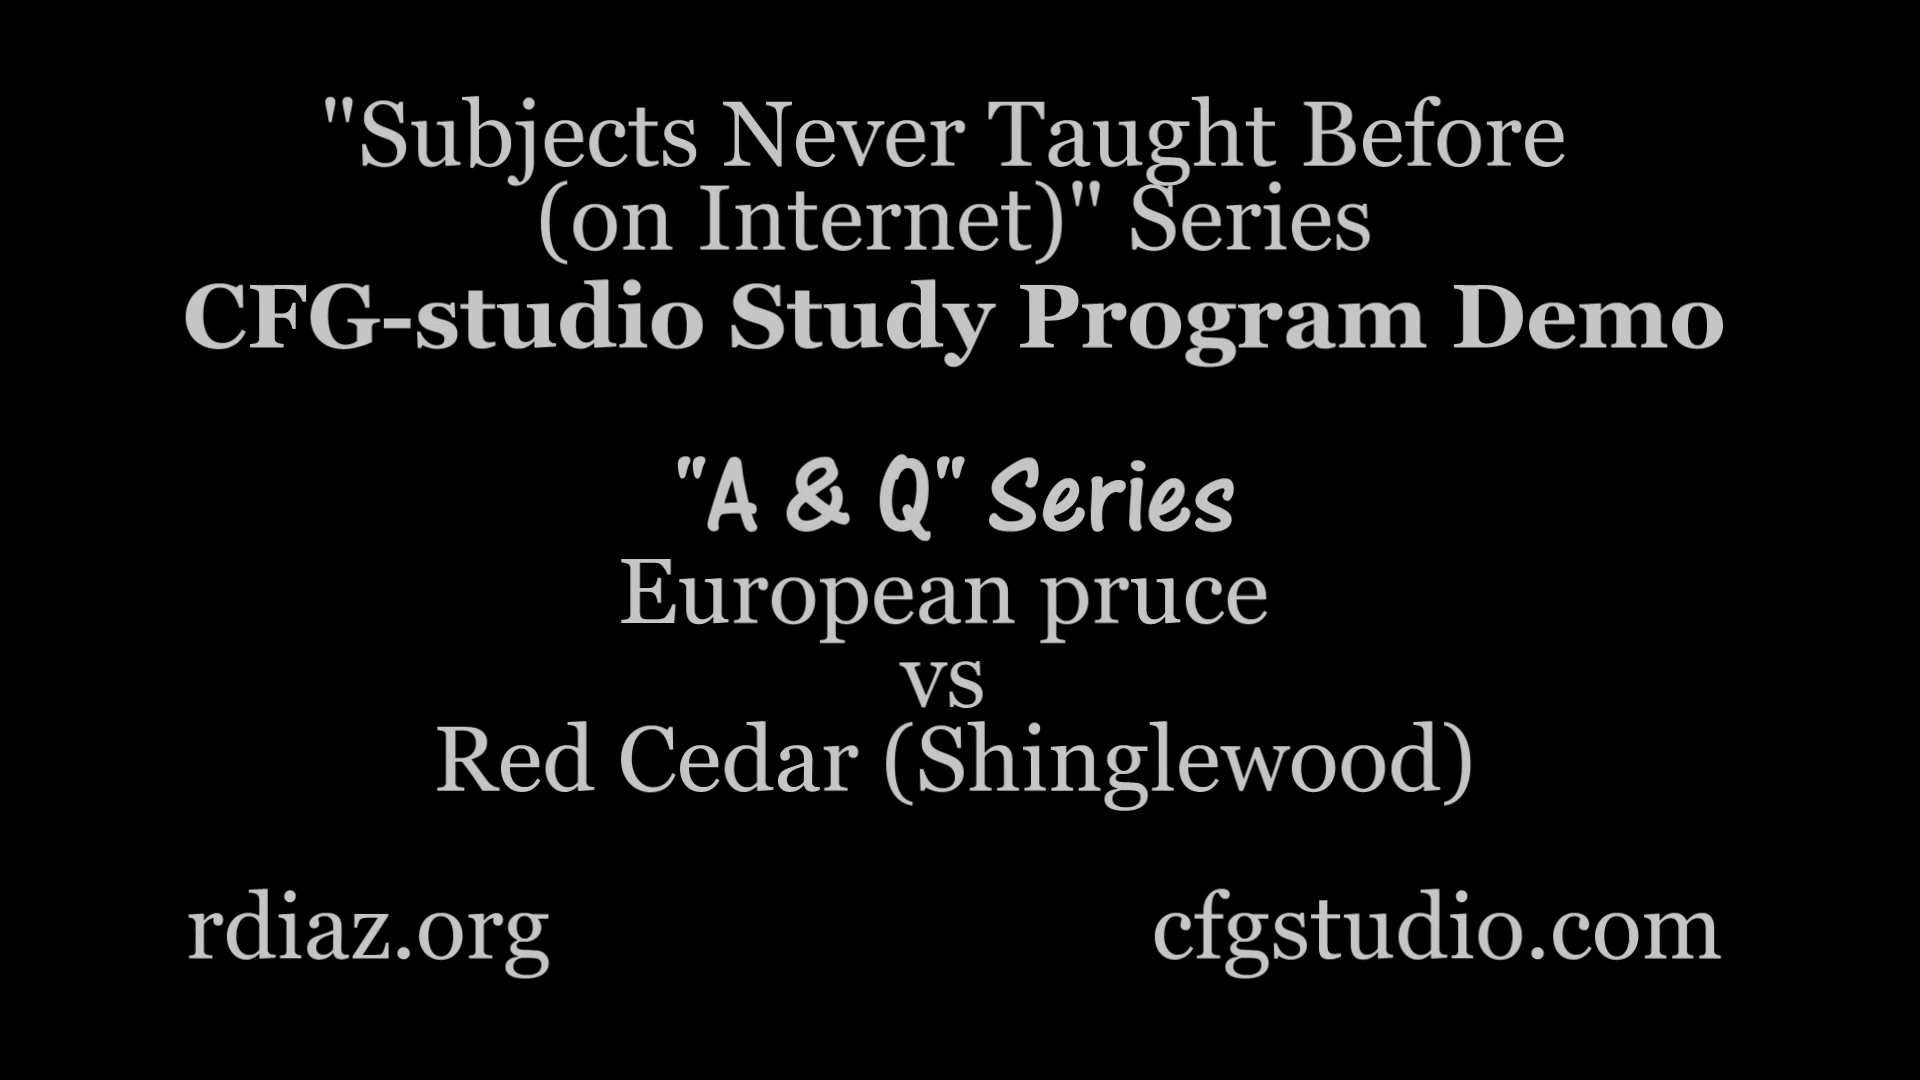 "Subjects Never Taught Before
(on Internet)" Series
CFG-studio Study Program Demo
"A & Q" Series
European pruce
vs
Red Cedar (Shinglewood)
rdiaz.org
cfgstudio.com